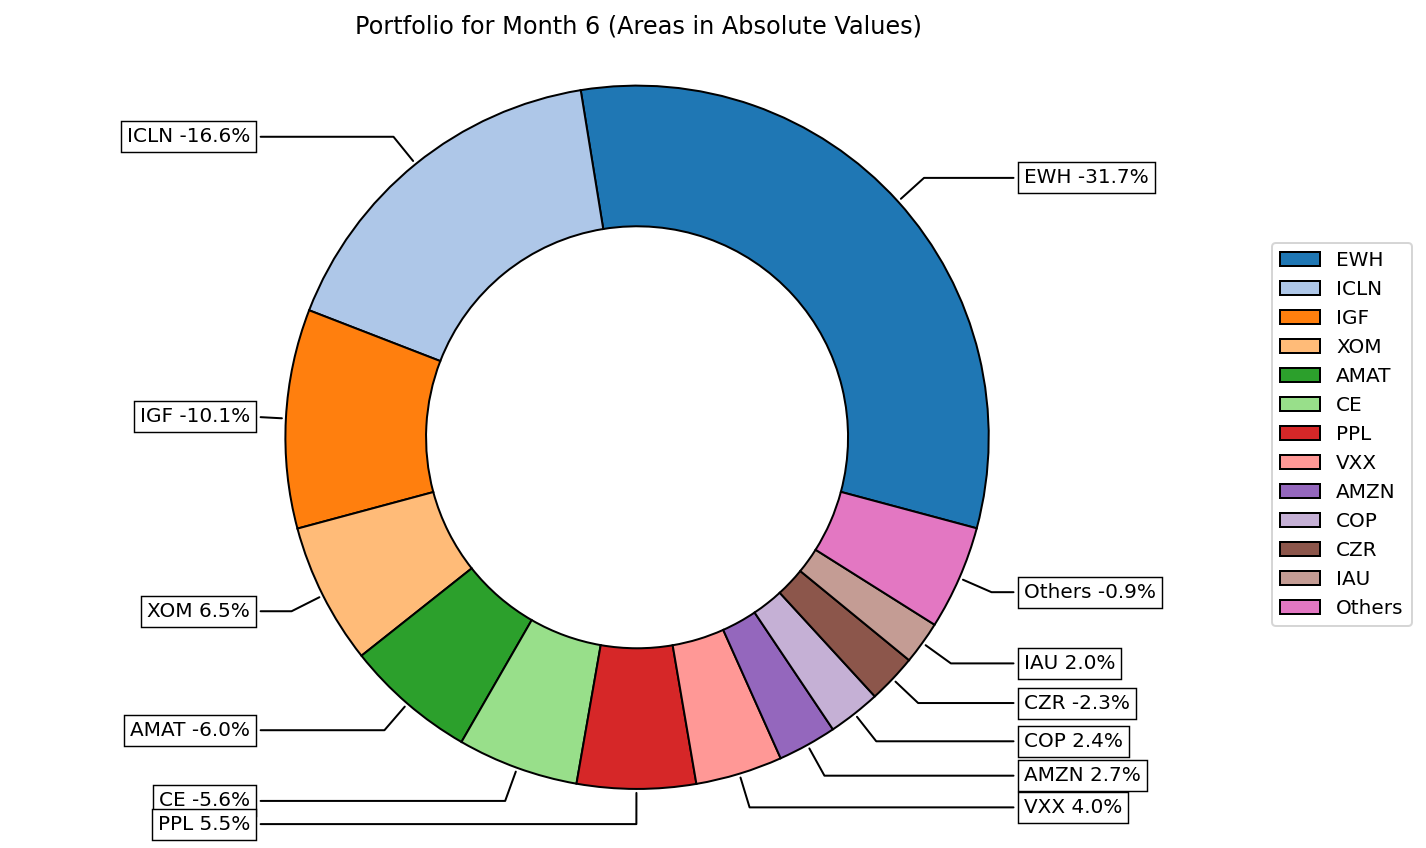 Portfolio for Month 6 (Areas in Absolute Values)
ICLN -16.6%
EWH -31.7%
IGF -10.1%
XOM 6.5%
AMAT -6.0%
CE -5.6%
PPL 5.5%
Others -0.9%
IAU 2.0%
CZR -2.3%
COP 2.4%
AMZN 2.7%
VXX 4.0%
EWH
ICLN
IGF
XOM
AMAT
CE
PPL
VXX
AMZN
COP
CZR
IAU
Others